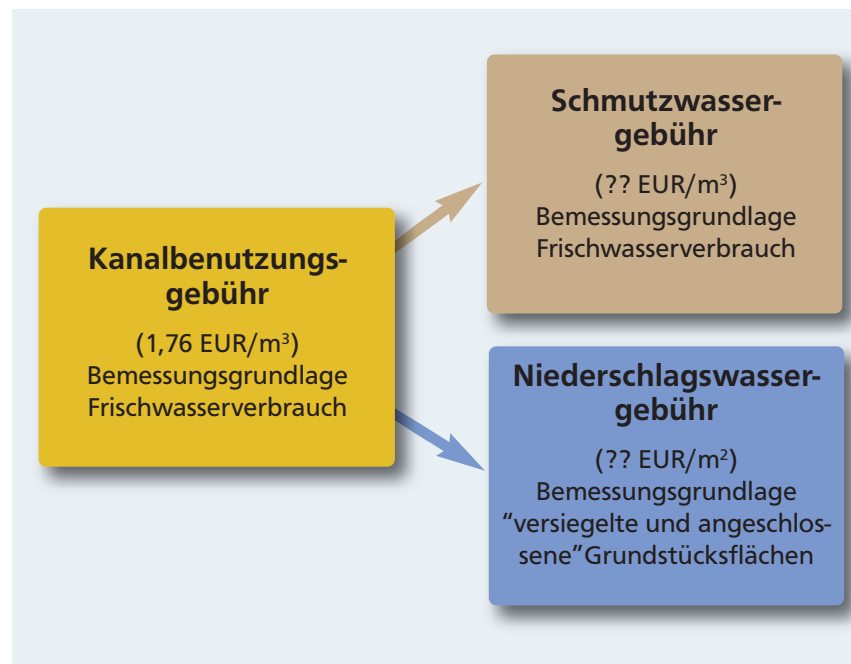 Kanalbenutzungs-
gebühr
(1,76 EUR/m³)
Bemessungsgrundlage
Frischwasserverbrauch
Schmutzwasser-
gebühr
(?? EUR/m³)
Bemessungsgrundlage
Frischwasserverbrauch
Niederschlagswasser-
gebühr
(?? EUR/m²)
Bemessungsgrundlage
“versiegelte und angeschlos-
sene”Grundstücksflächen